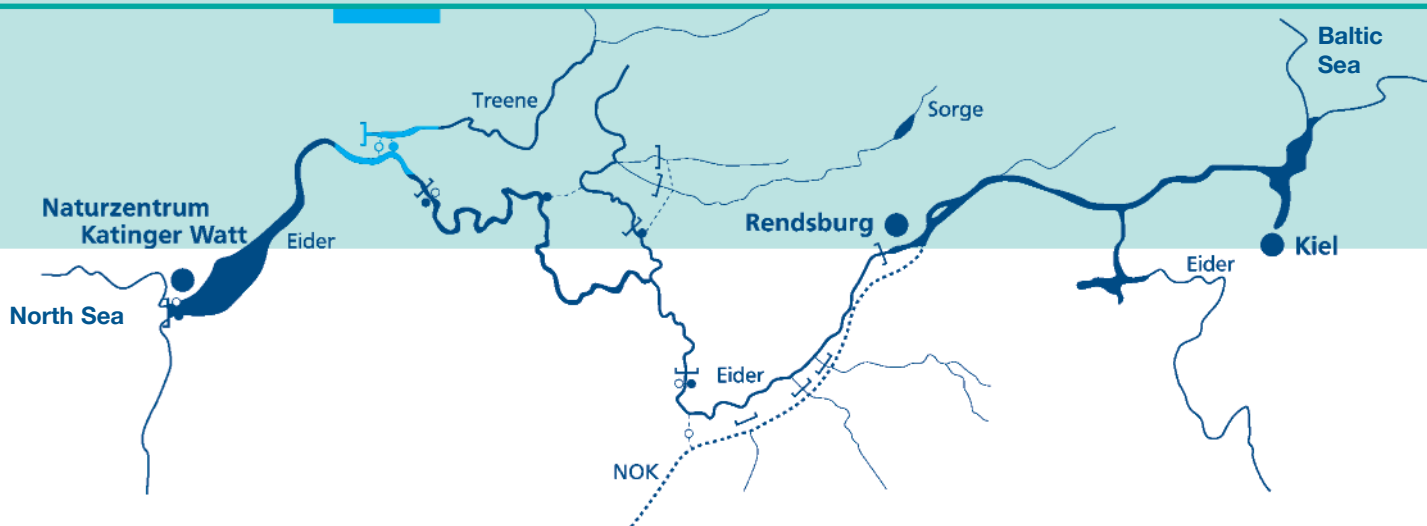 Baltic
Sea
Treene
Sorge
Naturzentrum
Katinger Watt
Eider
Rendsburg
Kiel
Eider
North Sea
Eider
NOK